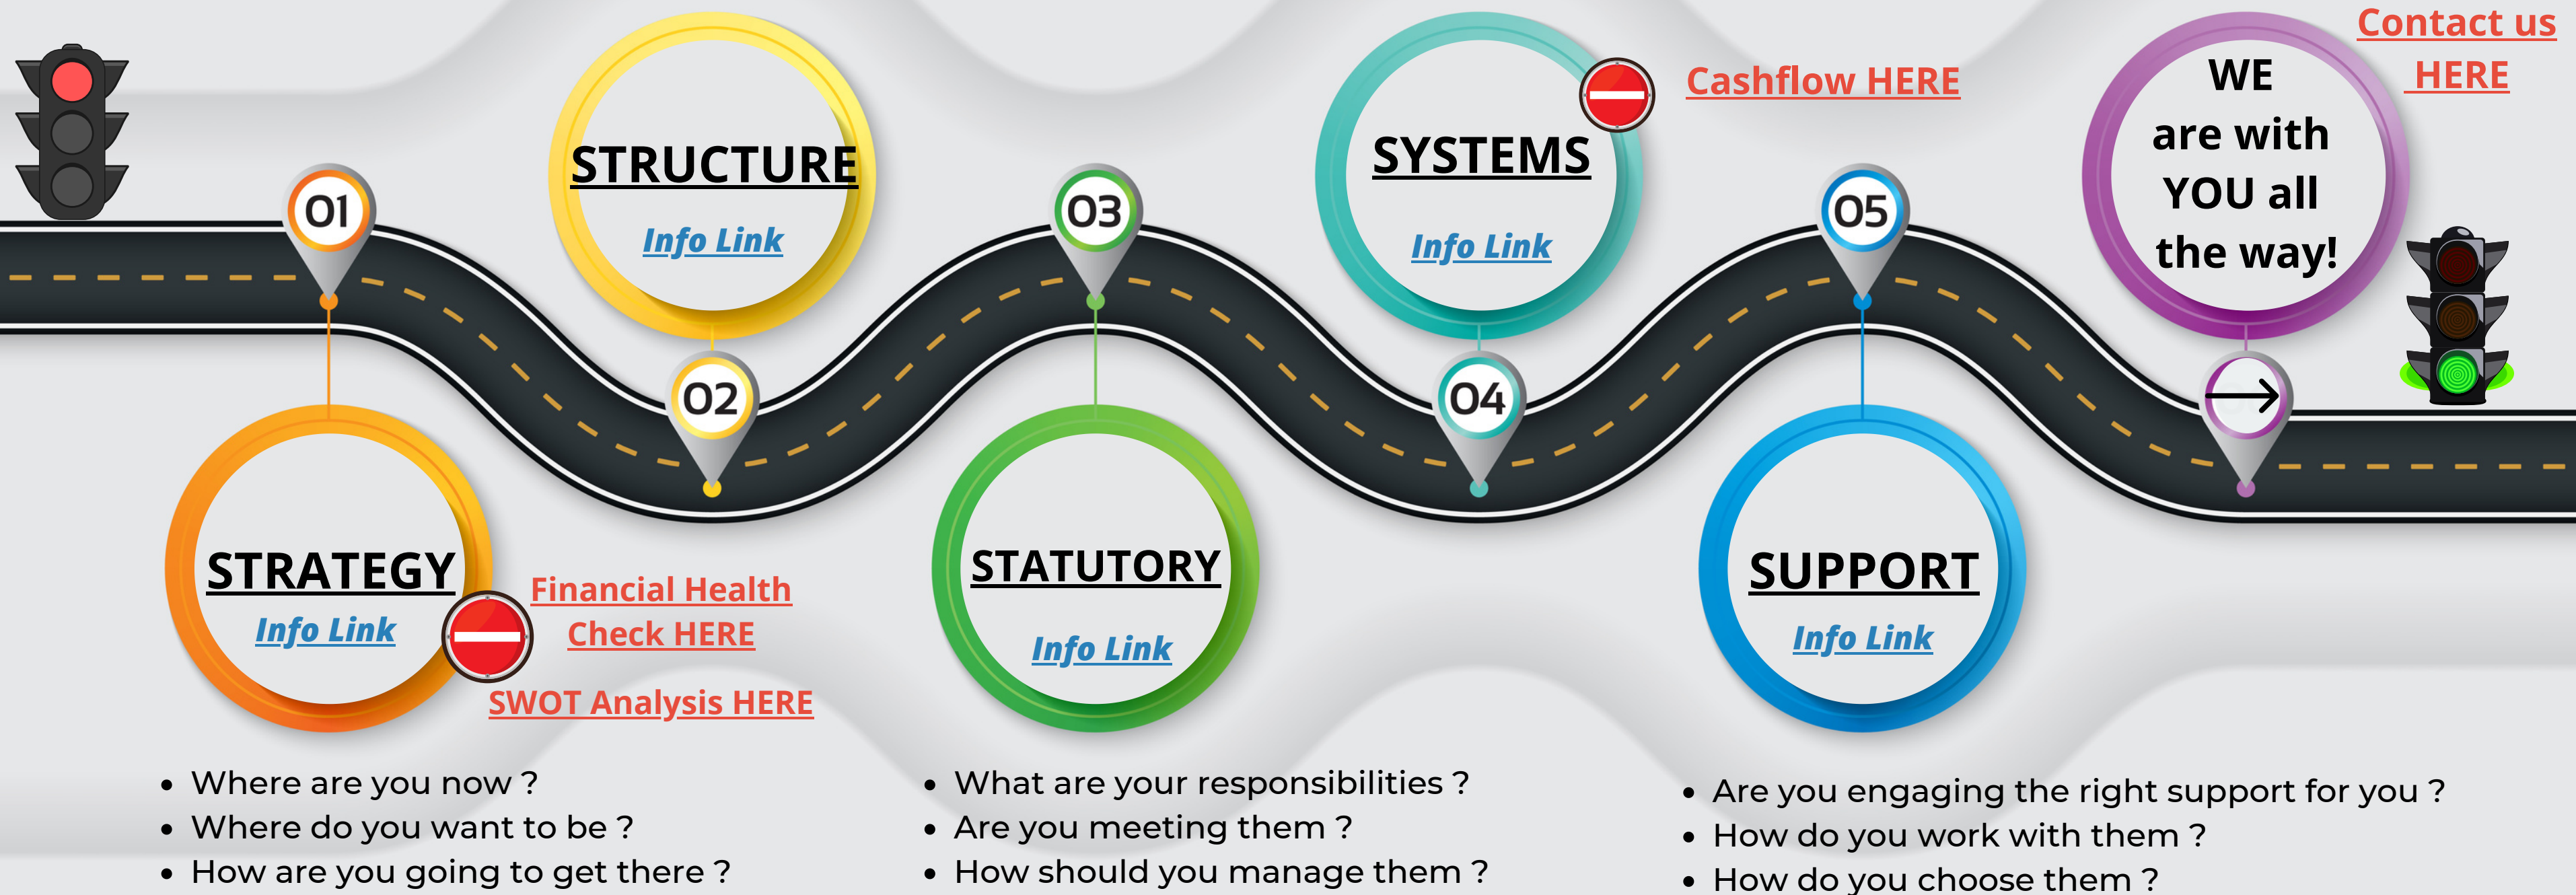 01
STRATEGY
Info Link
Financial Health
Check HERE
SWOT Analysis HERE
STRUCTURE
Info Link
02
03
STATUTORY
Info Link
SYSTEMS
Info Link
Cashflow HERE
04
05
SUPPORT
Info Link
WE
are with
YOU all
the way!
Contact us
HERE
• Where are you now ?
• Where do you want to be ?
• How are you going to get there ?
• What are your responsibilities ?
• Are you meeting them ?
• How should you manage them ?
• Are you engaging the right support for you ?
• How do you work with them ?
• How do you choose them ?